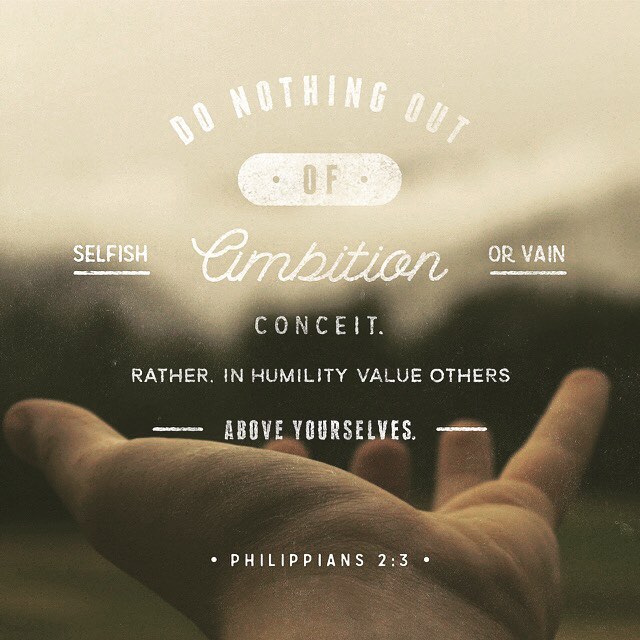 DO NOTHING OUT
• OF •
SELFISH ambition OR VAIN
CONCEIT.
RATHER, IN HUMILITY VALUE OTHERS
ABOVE YOURSELVES.
• PHILIPPIANS 2:3 •